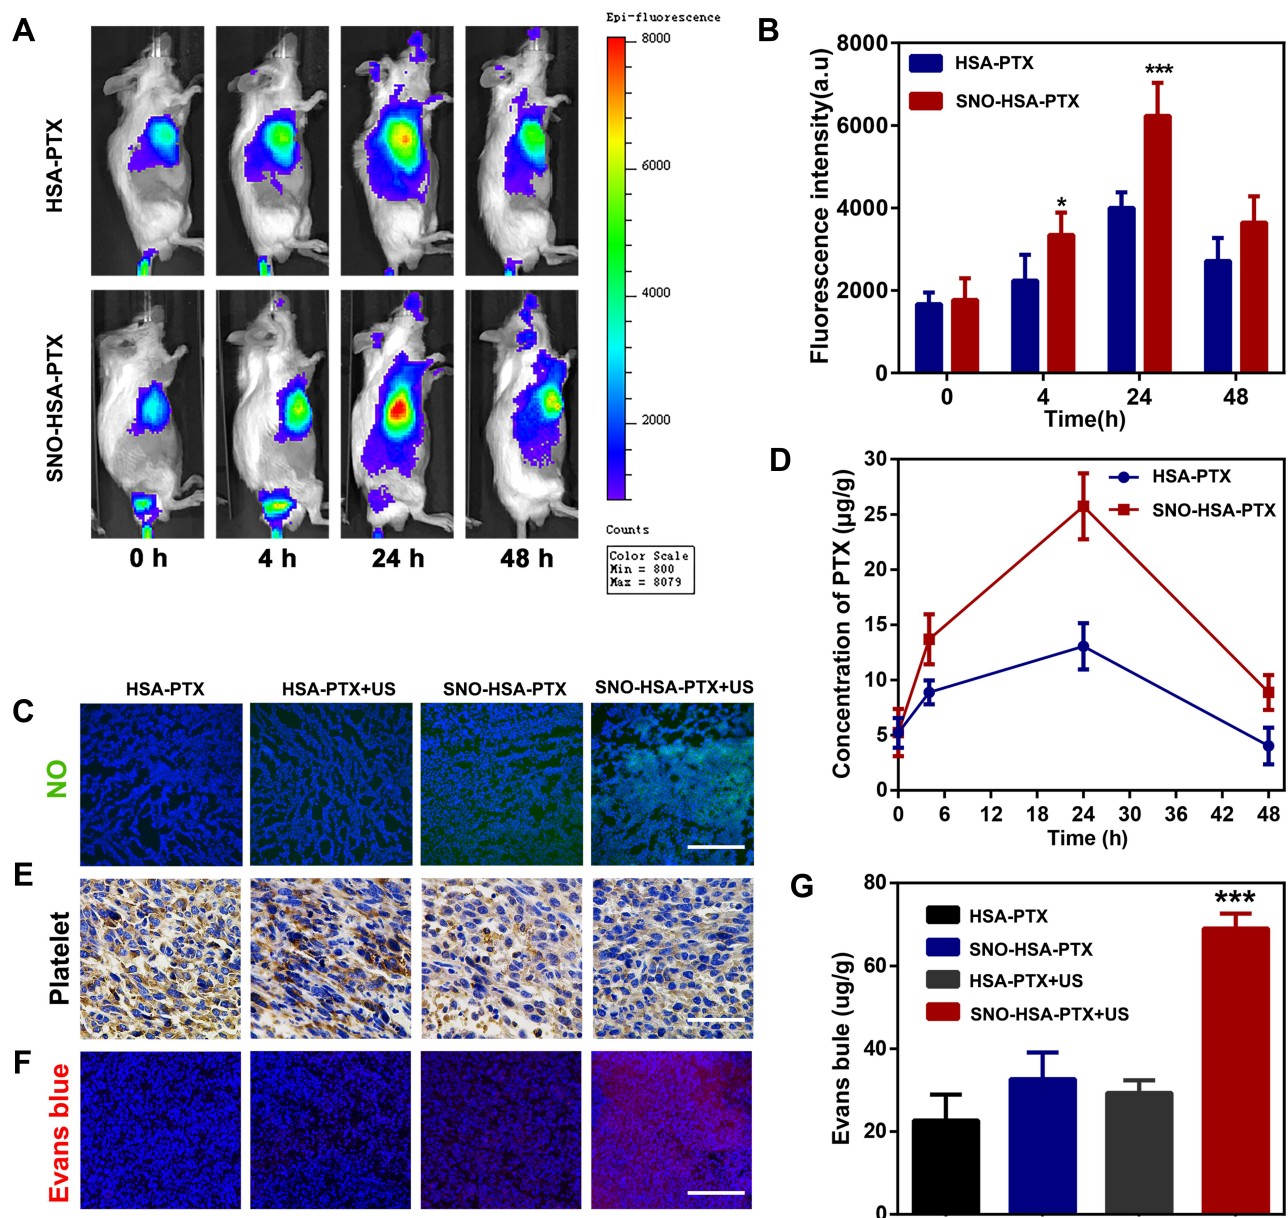 A
HSA-PTX
SNO-HSA-PTX
0 h
4 h
24 h
48 h
Epi-fluorescence
8000
6000
4000
2000
Counts
Color Scale
Min = 800
Max = 8079
B
Fluorescence intensity(a.u)
8000
6000
4000
2000
0
HSA-PTX
SNO-HSA-PTX
*
***
0
4
24
48
Time(h)
D
Concentration of PTX (μg/g)
30
25
20
15
10
5
0
HSA-PTX
SNO-HSA-PTX
0
6
12
18
24
30
36
42
48
Time (h)
C
HSA-PTX
HSA-PTX+US
SNO-HSA-PTX
SNO-HSA-PTX+US
NO
E
Platelet
F
Evans blue
G
Evans bule (ug/g)
80
60
40
20
0
HSA-PTX
SNO-HSA-PTX
HSA-PTX+US
SNO-HSA-PTX+US
***